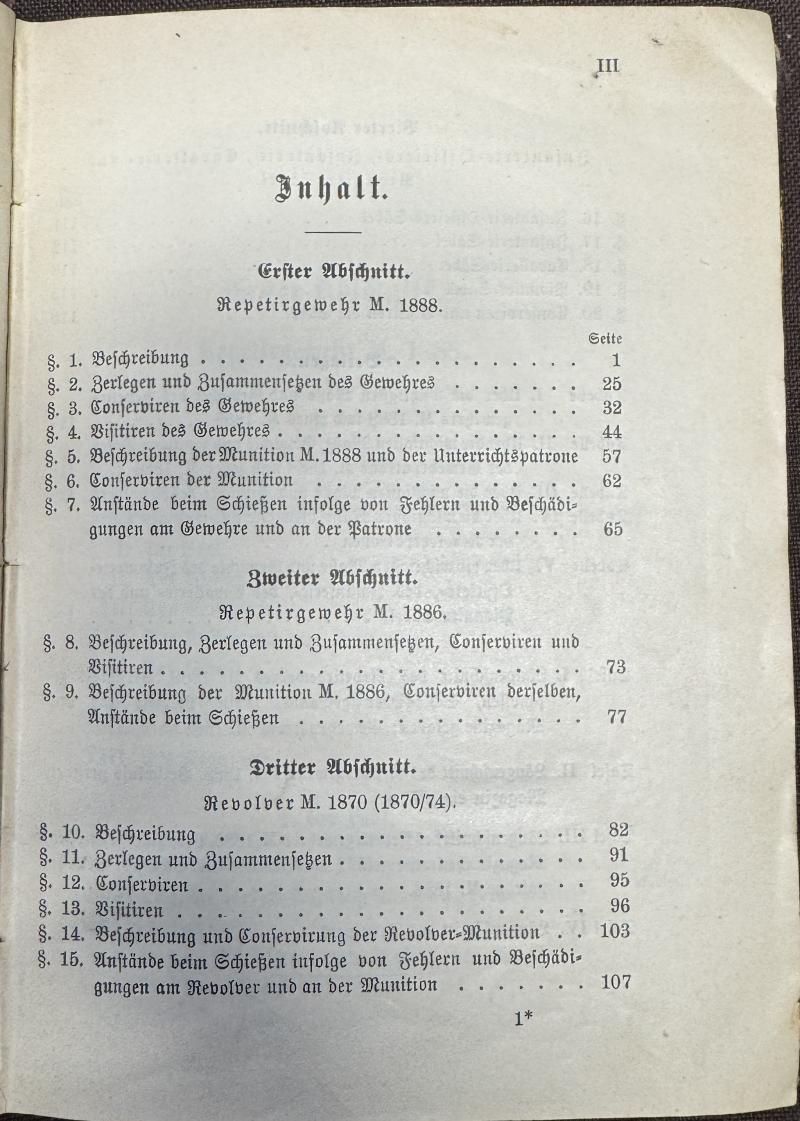 III
Inhalt.
Erster Abschnitt.
Repetirgewehr M. 1888.
Seite
§. 1. Beschreibung . . . . . . . . . . . . . . . . . . . 1
§. 2. Zerlegen und Zusammensetzen des Gewehres . . . . . . . 25
§. 3. Conserviren des Gewehres . . . . . . . . . . . . . . 32
§. 4. Visitiren des Gewehres . . . . . . . . . . . . . . . . 44
§. 5. Beschreibung der Munition M. 1888 und der Unterrichtspatrone 57
§. 6. Conserviren der Munition . . . . . . . . . . . . . . 62
§. 7. Anstände beim Schießen infolge von Fehlern und Beschädi-
gungen am Gewehre und an der Patrone . . . . . . . . 65
Zweiter Abschnitt.
Repetirgewehr M. 1886.
§. 8. Beschreibung, Zerlegen und Zusammensetzen, Conserviren und
Visitiren . . . . . . . . . . . . . . . . . . . . . 73
§. 9. Beschreibung der Munition M. 1886, Conserviren derselben,
Anstände beim Schießen . . . . . . . . . . . . . . . 77
Dritter Abschnitt.
Revolver M. 1870 (1870/74).
§. 10. Beschreibung . . . . . . . . . . . . . . . . . . 82
§. 11. Zerlegen und Zusammensetzen . . . . . . . . . . . . 91
§. 12. Conserviren . . . . . . . . . . . . . . . . . . . 95
§. 13. Visitiren . . . . . . . . . . . . . . . . . . . . 96
§. 14. Beschreibung und Conservirung der Revolver-Munition . . 103
§. 15. Anstände beim Schießen infolge von Fehlern und Beschädi-
gungen am Revolver und an der Munition . . . . . . . 107
1*